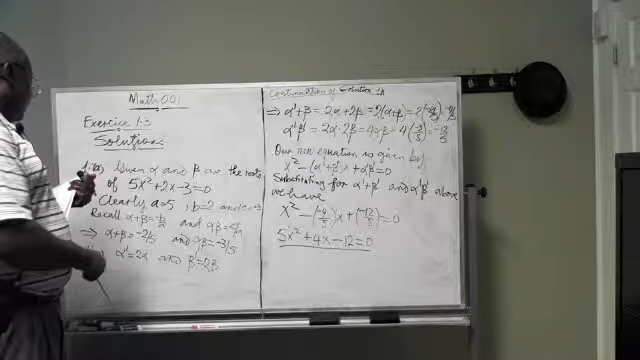 Math 001
Exercise 1:3
Solutions
1. (a) Given α and β are the roots
of 5x² + 2x - 3 = 0
Clearly a = 5, b = 2 and c = -3
Recall α+β = -b/a and αβ = c/a
⇒ α+β = -2/5 and αβ = -3/5
α' = 2α and β' = 2β
Continuation of Solution 1A
⇒ α'+β' = 2α + 2β = 2(α+β) = 2(-2/5) = -4/5
α'β' = 2α · 2β = 4αβ = 4(-3/5) = -12/5
Our new equation is given by
x² - (α'+β')x + α'β' = 0
Substituting for α'+β' and α'β' above
we have
x² - (-4/5)x + (-12/5) = 0
5x² + 4x - 12 = 0